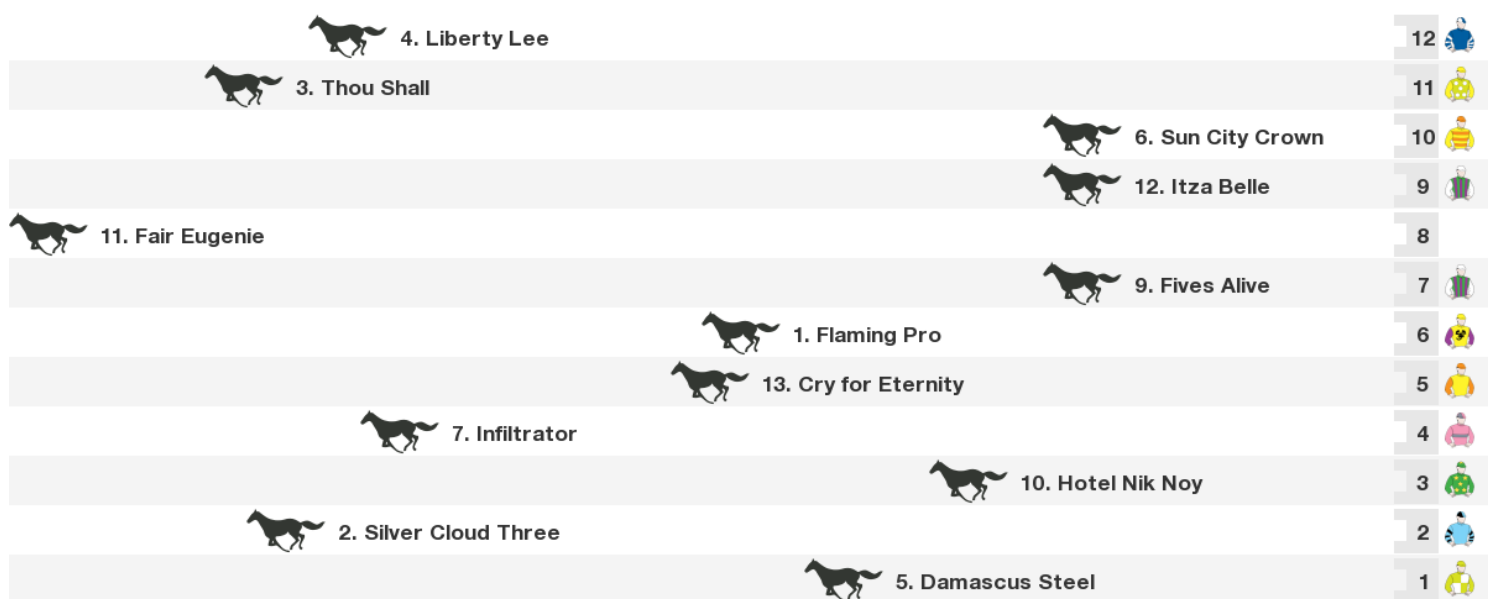 4. Liberty Lee 12
3. Thou Shall 11
6. Sun City Crown 10
12. Itza Belle 9
11. Fair Eugenie 8
9. Fives Alive 7
1. Flaming Pro 6
13. Cry for Eternity 5
7. Infiltrator 4
10. Hotel Nik Noy 3
2. Silver Cloud Three 2
5. Damascus Steel 1